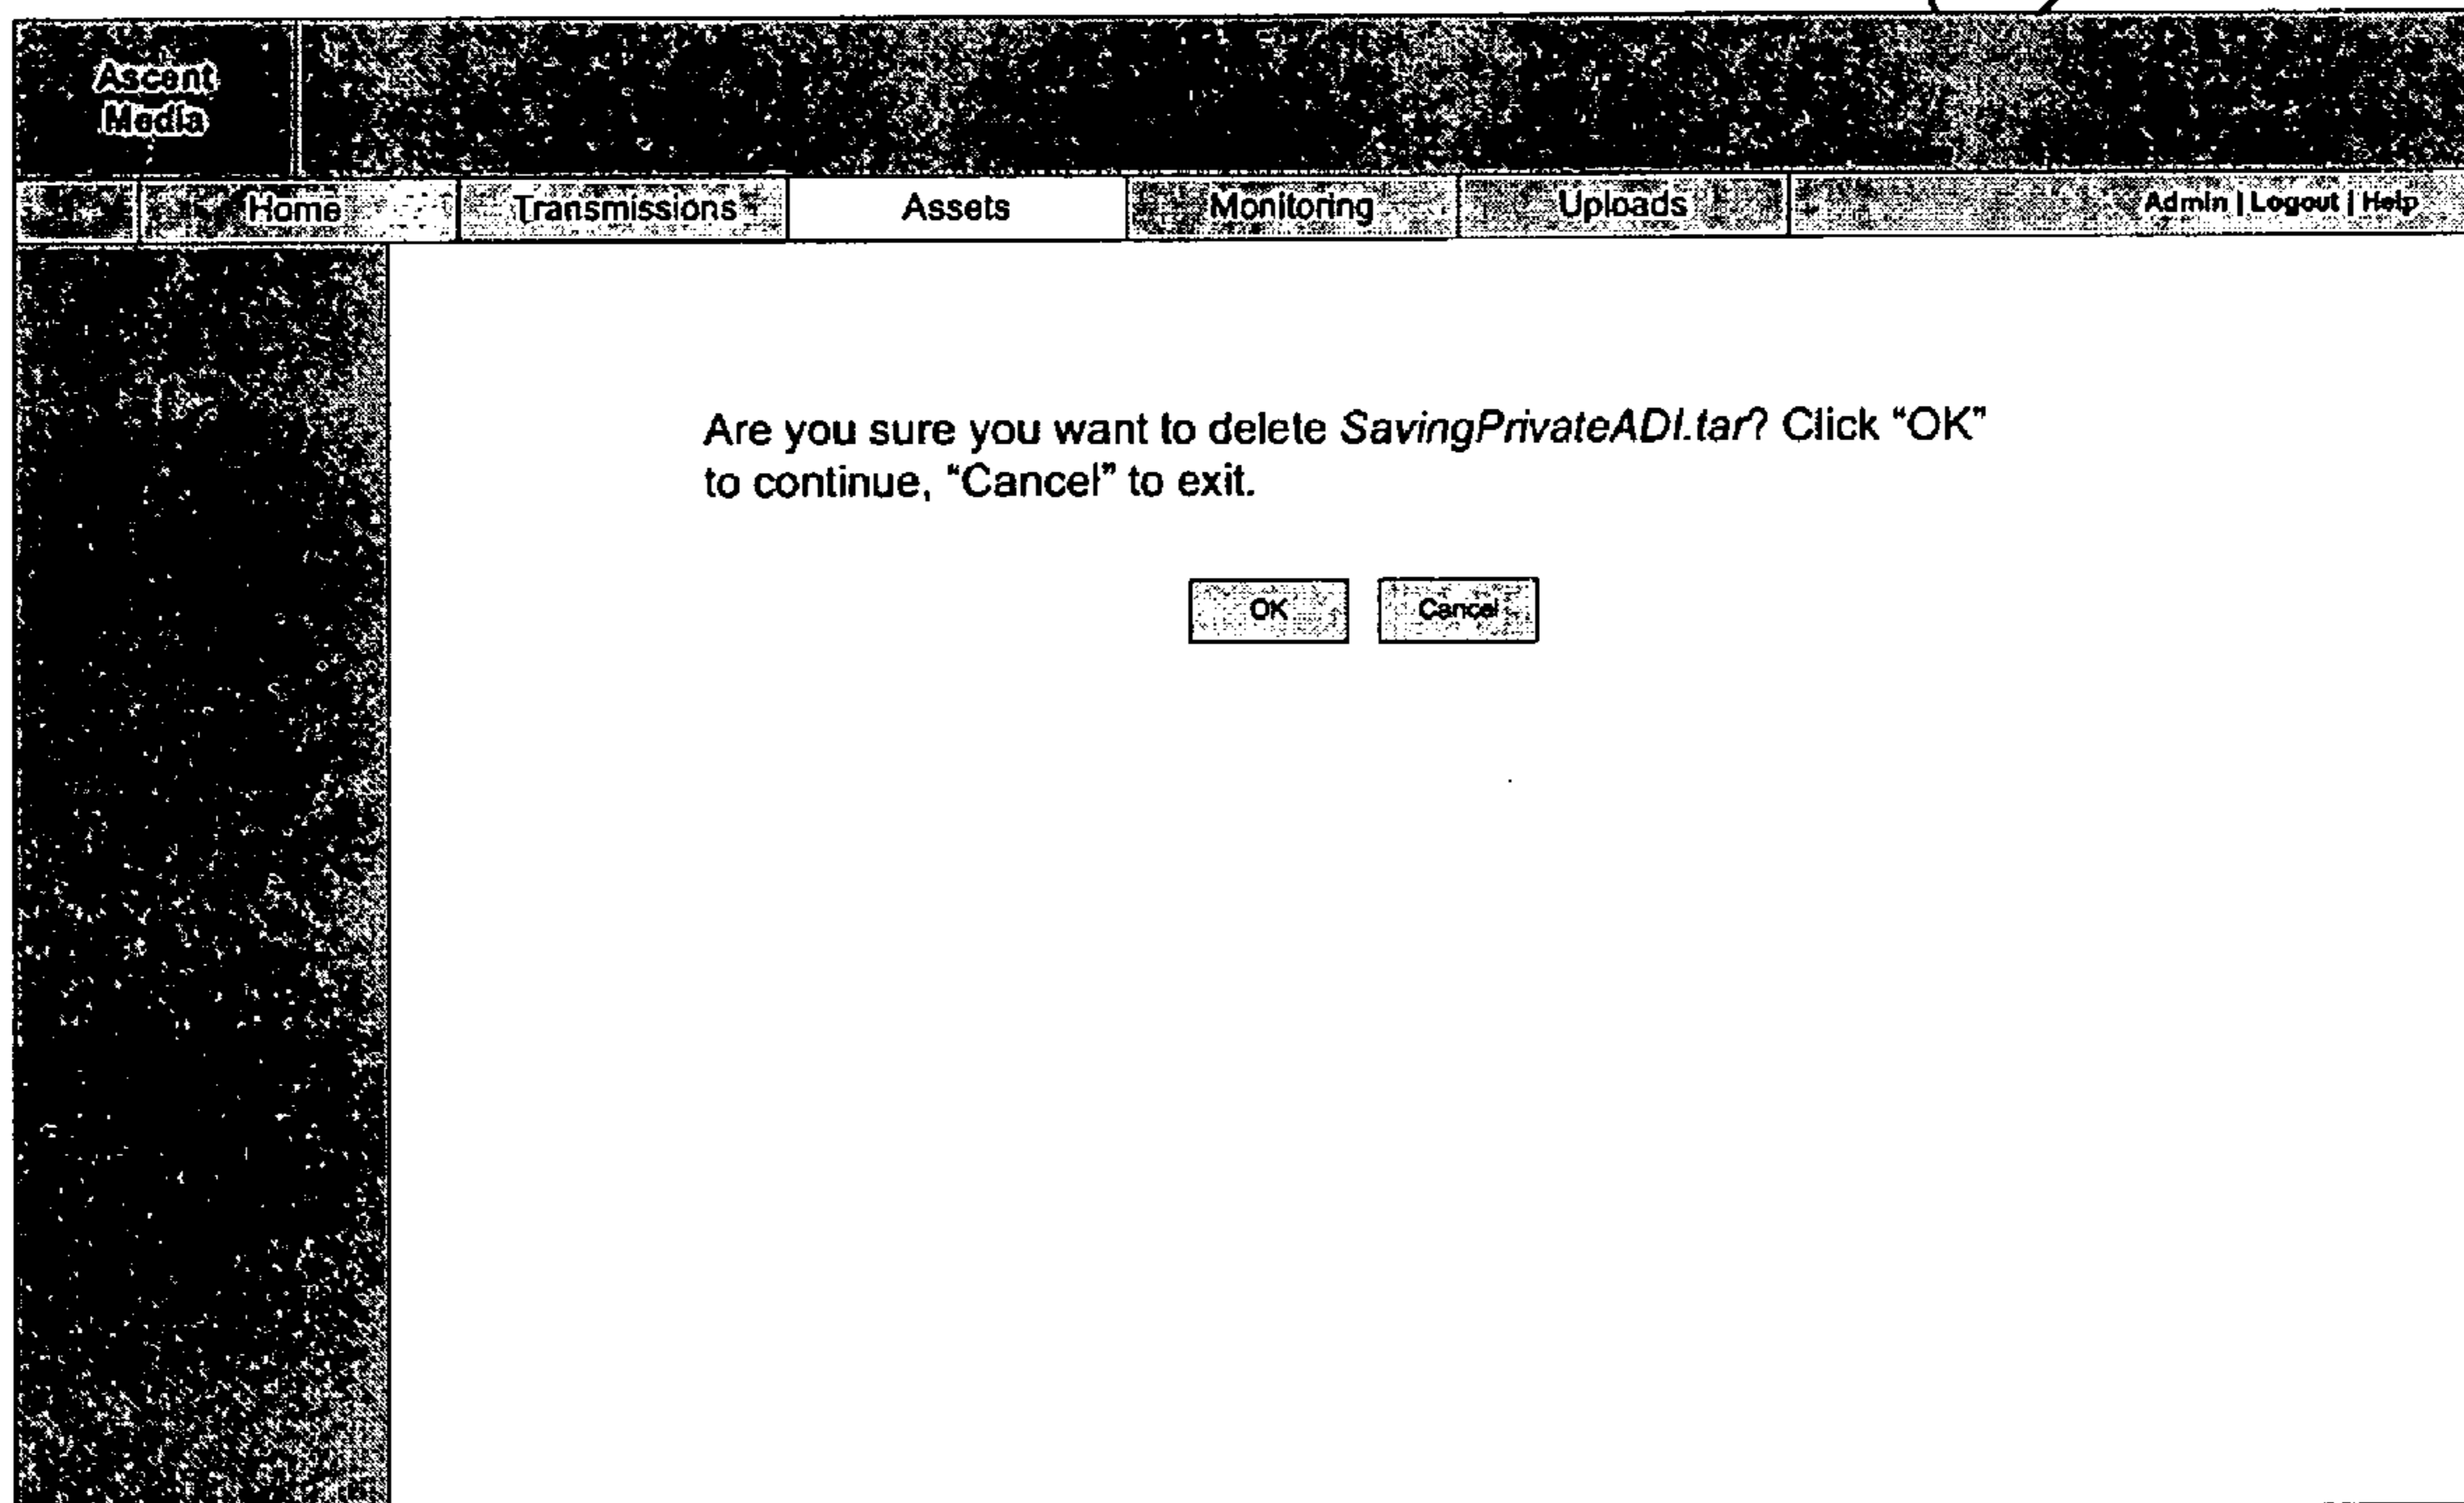 Ascent
Media
Home Transmissions Assets Monitoring Uploads Admin | Logout | Help
Are you sure you want to delete SavingPrivateADI.tar? Click “OK”
to continue, “Cancel” to exit.
OK Cancel